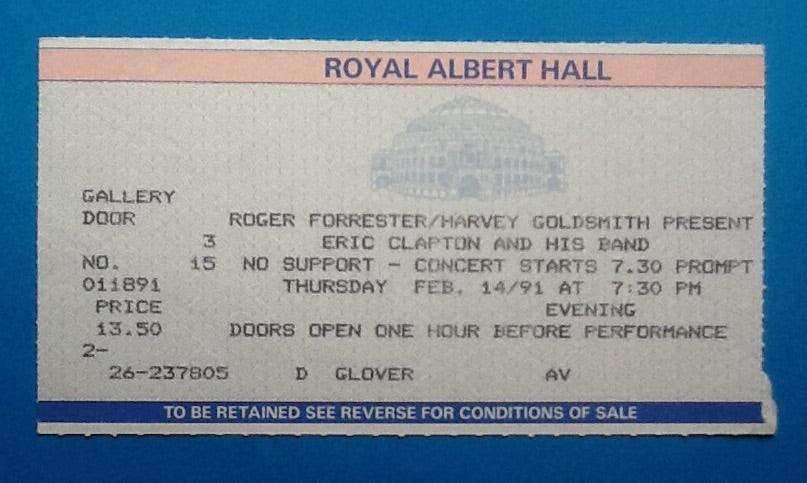 ROYAL ALBERT HALL
GALLERY
DOOR ROGER FORRESTER/HARVEY GOLDSMITH PRESENT
3 ERIC CLAPTON AND HIS BAND
NO. 15 NO SUPPORT - CONCERT STARTS 7.30 PROMPT
011891 THURSDAY FEB. 14/91 AT 7:30 PM
PRICE EVENING
13.50 DOORS OPEN ONE HOUR BEFORE PERFORMANCE
2-
26-237805 D GLOVER AV
TO BE RETAINED SEE REVERSE FOR CONDITIONS OF SALE